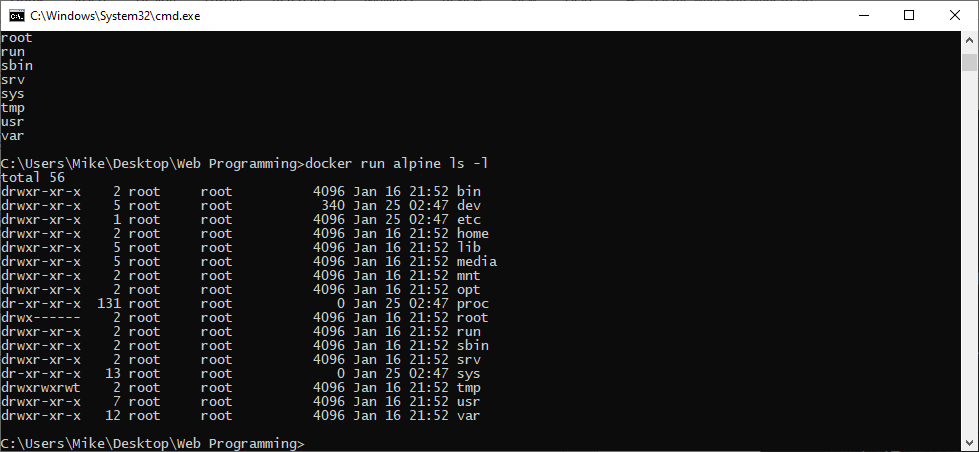 C:\Windows\System32\cmd.exe
root
run
sbin
srv
sys
tmp
usr
var

C:\Users\Mike\Desktop\Web Programming>docker run alpine ls -l
total 56
drwxr-xr-x    2 root     root          4096 Jan 16 21:52 bin
drwxr-xr-x    5 root     root           340 Jan 25 02:47 dev
drwxr-xr-x    1 root     root          4096 Jan 25 02:47 etc
drwxr-xr-x    2 root     root          4096 Jan 16 21:52 home
drwxr-xr-x    5 root     root          4096 Jan 16 21:52 lib
drwxr-xr-x    5 root     root          4096 Jan 16 21:52 media
drwxr-xr-x    2 root     root          4096 Jan 16 21:52 mnt
drwxr-xr-x    2 root     root          4096 Jan 16 21:52 opt
dr-xr-xr-x  131 root     root             0 Jan 25 02:47 proc
drwx------    2 root     root          4096 Jan 16 21:52 root
drwxr-xr-x    2 root     root          4096 Jan 16 21:52 run
drwxr-xr-x    2 root     root          4096 Jan 16 21:52 sbin
drwxr-xr-x    2 root     root          4096 Jan 16 21:52 srv
dr-xr-xr-x   13 root     root             0 Jan 25 02:47 sys
drwxrwxrwt    2 root     root          4096 Jan 16 21:52 tmp
drwxr-xr-x    7 root     root          4096 Jan 16 21:52 usr
drwxr-xr-x   12 root     root          4096 Jan 16 21:52 var

C:\Users\Mike\Desktop\Web Programming>